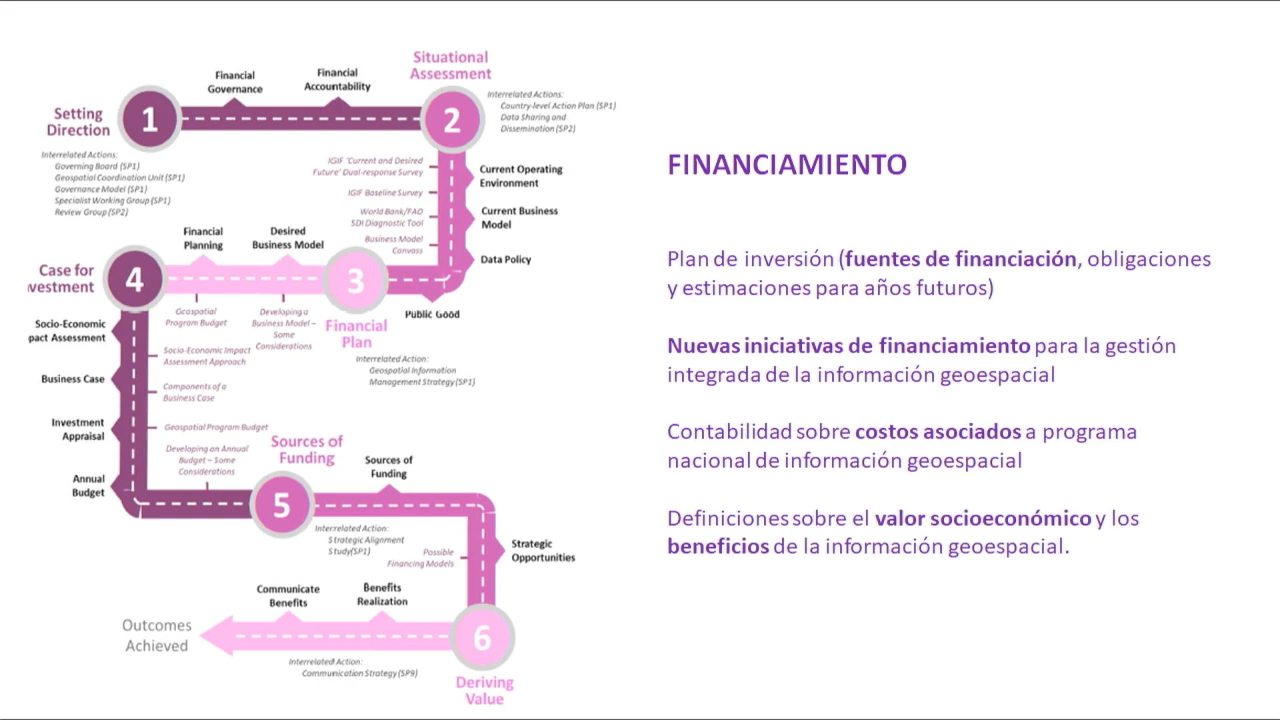 Situational
Assessment
Financial
Governance
Financial
Accountability
Setting
Direction
1
2
Interrelated Actions:
Country-level Action Plan (SP1)
Data Sharing and
Dissemination (SP2)
Interrelated Actions:
Governing Board (SP1)
Geospatial Coordination Unit (SP1)
Governance Model (SP1)
Specialist Working Group (SP1)
Review Group (SP2)
IGIF 'Current and Desired
Future' Dual-response Survey
IGIF Baseline Survey
World Bank/FAO
SDI Diagnostic Tool
Business Model
Canvass
Current Operating
Environment
Current Business
Model
Data Policy
Public Good
Financial
Planning
Desired
Business Model
Case for
vestment
4
3
Financial
Plan
Geospatial
Program Budget
Developing a
Business Model –
Some
Considerations
Interrelated Action:
Geospatial Information
Management Strategy (SP1)
Socio-Economic
pact Assessment
Business Case
Investment
Appraisal
Annual
Budget
Socio-Economic Impact
Assessment Approach
Components of a
Business Case
Geospatial Program Budget
Developing an Annual
Budget – Some
Considerations
Sources of
Funding
5
Sources of
Funding
Interrelated Action:
Strategic Alignment
Study(SP1)
Possible
Financing Models
Strategic
Opportunities
Communicate
Benefits
Benefits
Realization
Outcomes
Achieved
6
Interrelated Action:
Communication Strategy (SP9)
Deriving
Value
FINANCIAMIENTO
Plan de inversión (fuentes de financiación, obligaciones
y estimaciones para años futuros)
Nuevas iniciativas de financiamiento para la gestión
integrada de la información geoespacial
Contabilidad sobre costos asociados a programa
nacional de información geoespacial
Definiciones sobre el valor socioeconómico y los
beneficios de la información geoespacial.